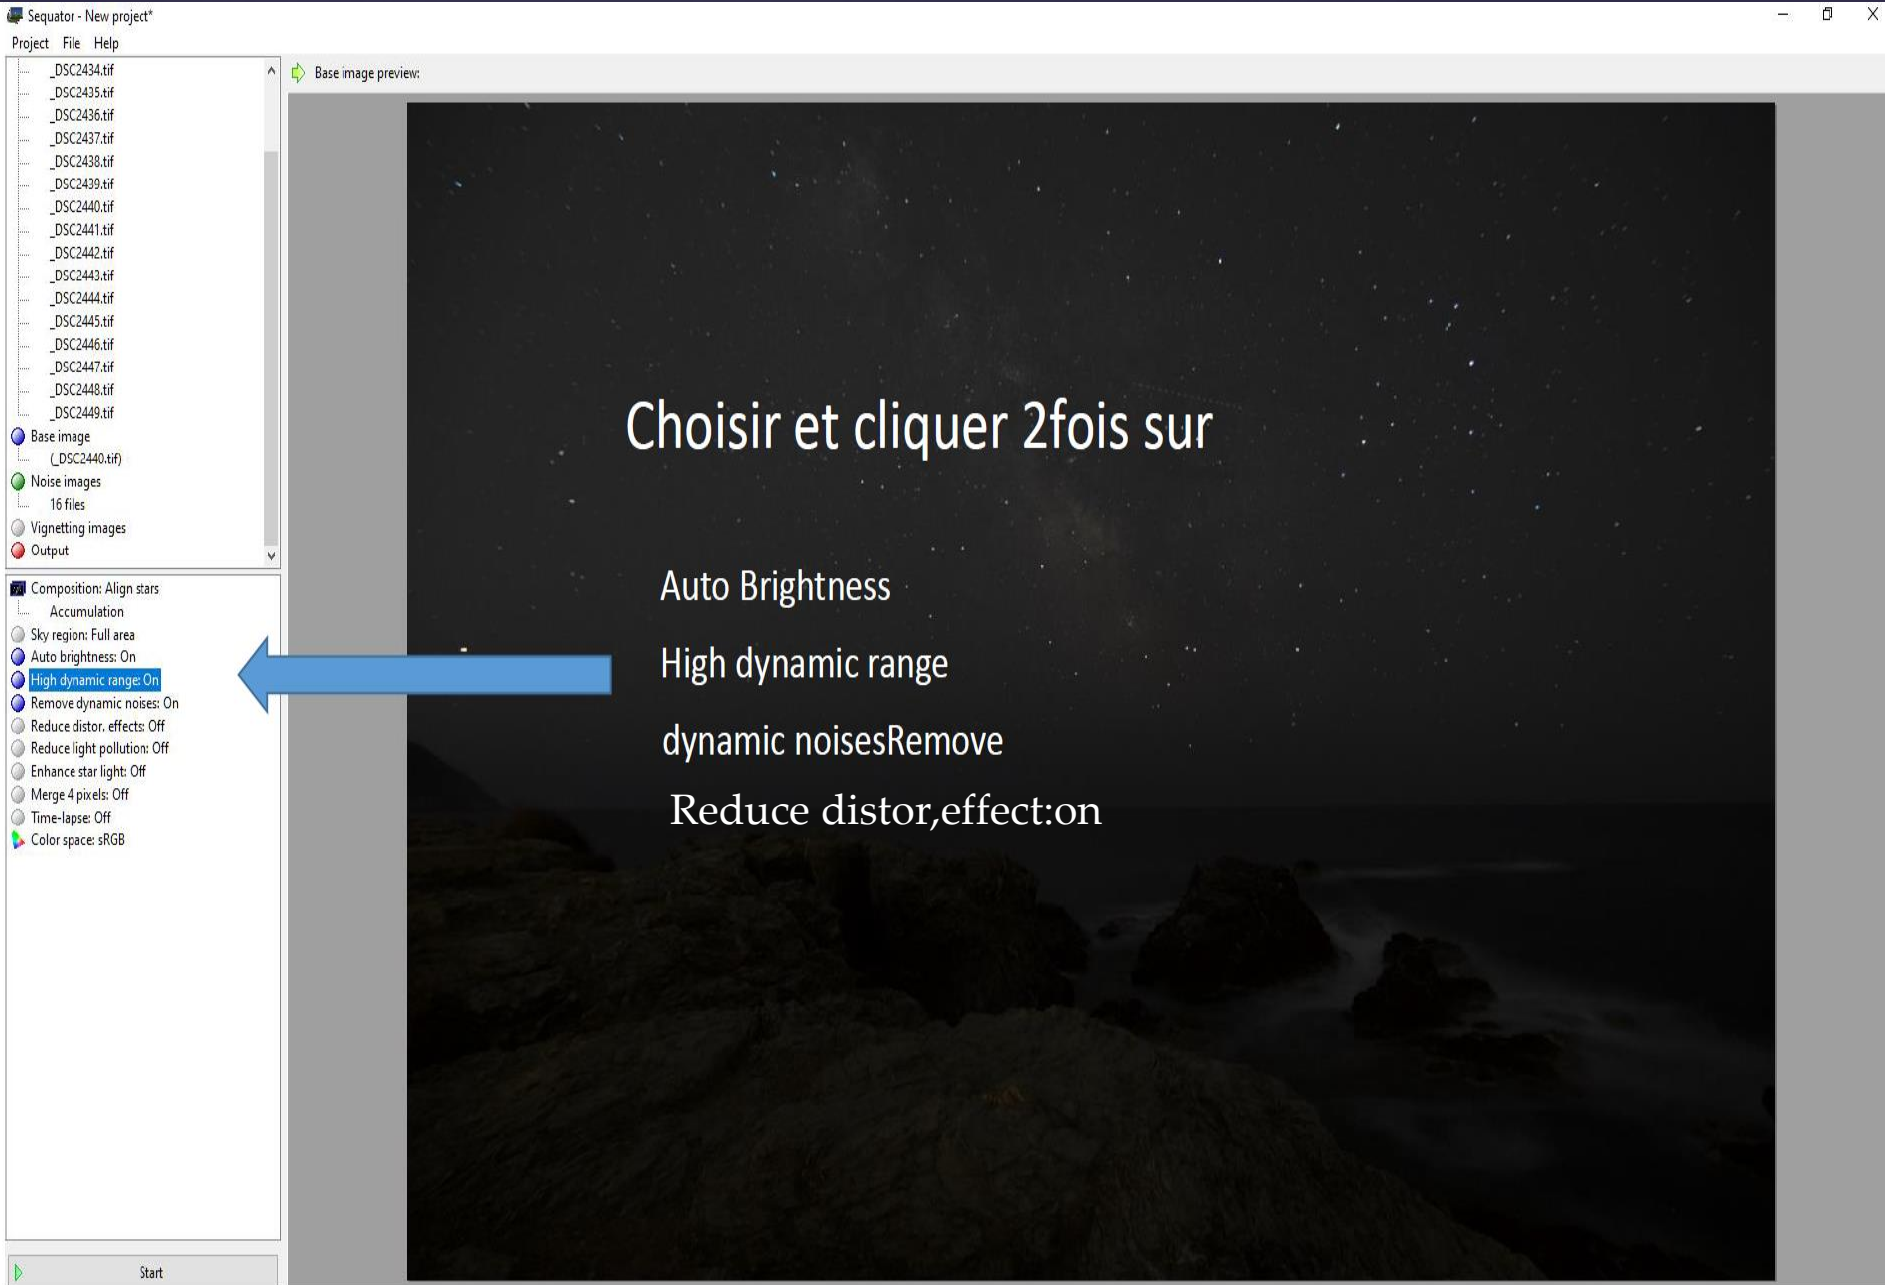 Sequator - New project*
Project File Help
_DSC2434.tif
_DSC2435.tif
_DSC2436.tif
_DSC2437.tif
_DSC2438.tif
_DSC2439.tif
_DSC2440.tif
_DSC2441.tif
_DSC2442.tif
_DSC2443.tif
_DSC2444.tif
_DSC2445.tif
_DSC2446.tif
_DSC2447.tif
_DSC2448.tif
_DSC2449.tif
Base image
(_DSC2440.tif)
Noise images
16 files
Vignetting images
Output
Composition: Align stars
Accumulation
Sky region: Full area
Auto brightness: On
High dynamic range: On
Remove dynamic noises: On
Reduce distor. effects: Off
Reduce light pollution: Off
Enhance star light: Off
Merge 4 pixels: Off
Time-lapse: Off
Color space: sRGB
Start
Base image preview:
Choisir et cliquer 2fois sur
Auto Brightness
High dynamic range
dynamic noisesRemove
Reduce distor,effect:on